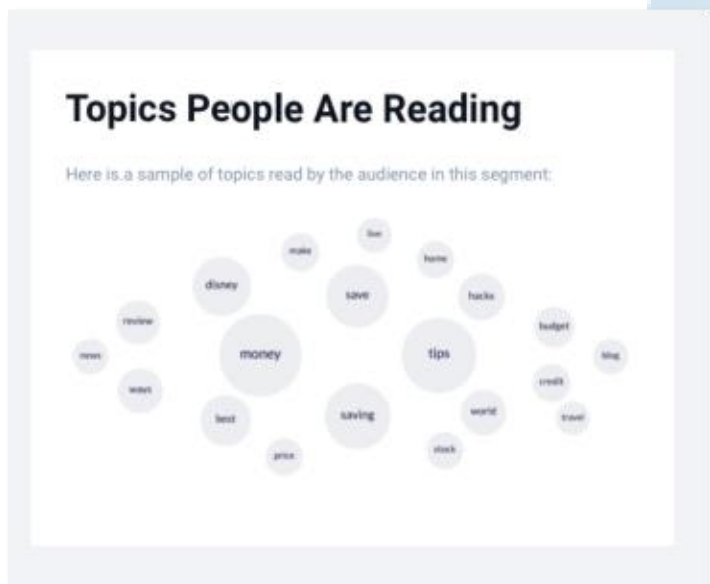 Topics People Are Reading
Here is a sample of topics read by the audience in this segment:
live
make
home
disney
save
hacks
review
budget
news
money
tips
blog
ways
credit
best
saving
world
travel
price
stock